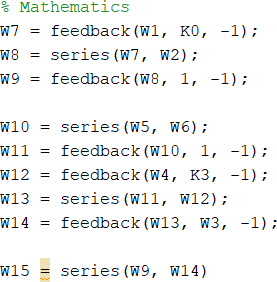 % Mathematics
W7 = feedback(W1, K0, -1);
W8 = series(W7, W2);
W9 = feedback(W8, 1, -1);
W10 = series(W5, W6);
W11 = feedback(W10, 1, -1);
W12 = feedback(W4, K3, -1);
W13 = series(W11, W12);
W14 = feedback(W13, W3, -1);
W15 = series(W9, W14)